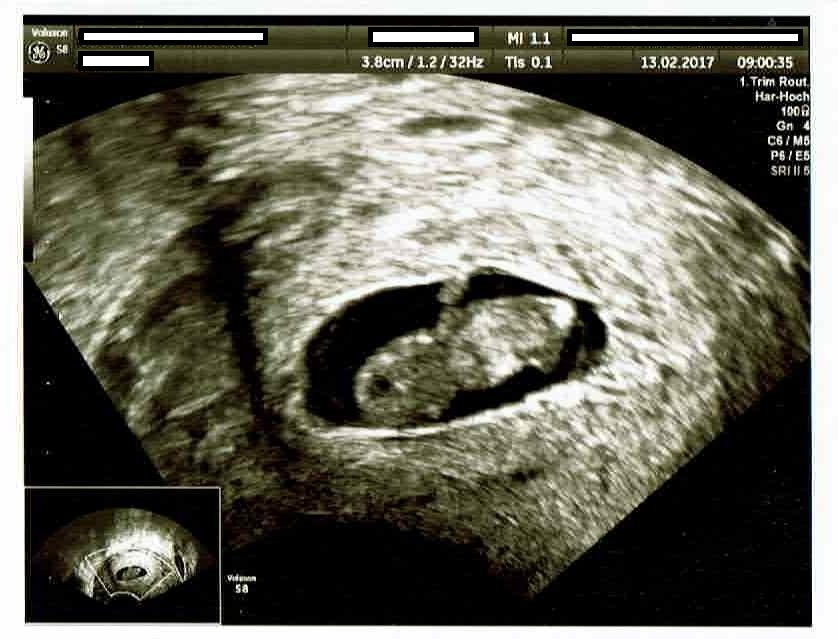 Voluson
S8
MI 1.1
3.8cm / 1.2 / 32Hz
TIs 0.1
13.02.2017
09:00:35
1.Trim Rout.
Har-Hoch
100
Gn 4
C6 / M5
P6 / E5
SRI II 5
Voluson
S8